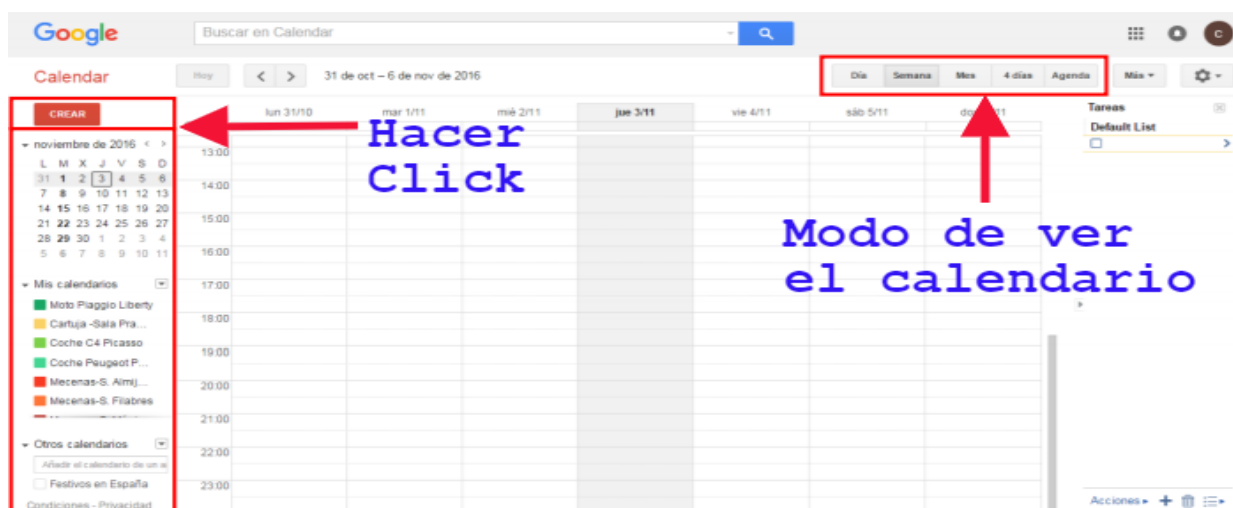 Google
Buscar en Calendar
C
Calendar
Hoy
31 de oct – 6 de nov de 2016
Día Semana Mes 4 días Agenda
Más
CREAR
lun 31/10 mar 1/11 mié 2/11 jue 3/11 vie 4/11 sáb 5/11
Tareas
Default List
Hacer
Click
noviembre de 2016
L M X J V S D
31 1 2 3 4 5 6
7 8 9 10 11 12 13
14 15 16 17 18 19 20
21 22 23 24 25 26 27
28 29 30 1 2 3 4
5 6 7 8 9 10 11
13:00
14:00
15:00
16:00
17:00
18:00
19:00
20:00
21:00
22:00
23:00
Modo de ver
el calendario
Mis calendarios
Moto Piaggio Liberty
Cartuja -Sala Pra...
Coche C4 Picasso
Coche Peugeot P...
Mecenas-S. Almij...
Mecenas-S. Filabres
Otros calendarios
Añadir el calendario de un a
Festivos en España
Condiciones - Privacidad
Acciones